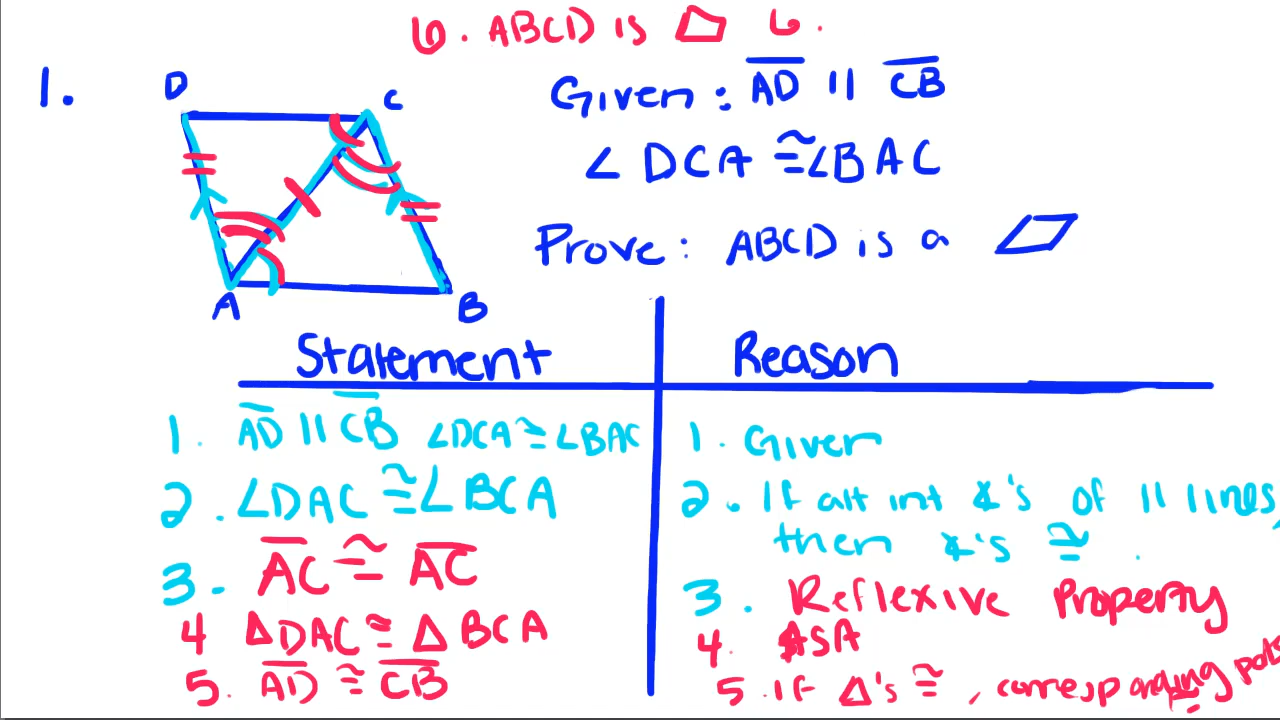 6. ABCD is ▱ 6.
1.
D
C
A
B
Given: AD || CB
∠DCA ≅ ∠BAC
Prove: ABCD is a ▱
Statement
Reason
1. AD || CB ∠DCA ≅ ∠BAC
1. Given
2. ∠DAC ≅ ∠BCA
2. If alt int ∡'s of || lines,
then ∡'s ≅.
3. AC ≅ AC
3. Reflexive Property
4 ΔDAC ≅ Δ BCA
4. ASA
5. AD ≅ CB
5. If Δ's ≅, corresponding pats
≅